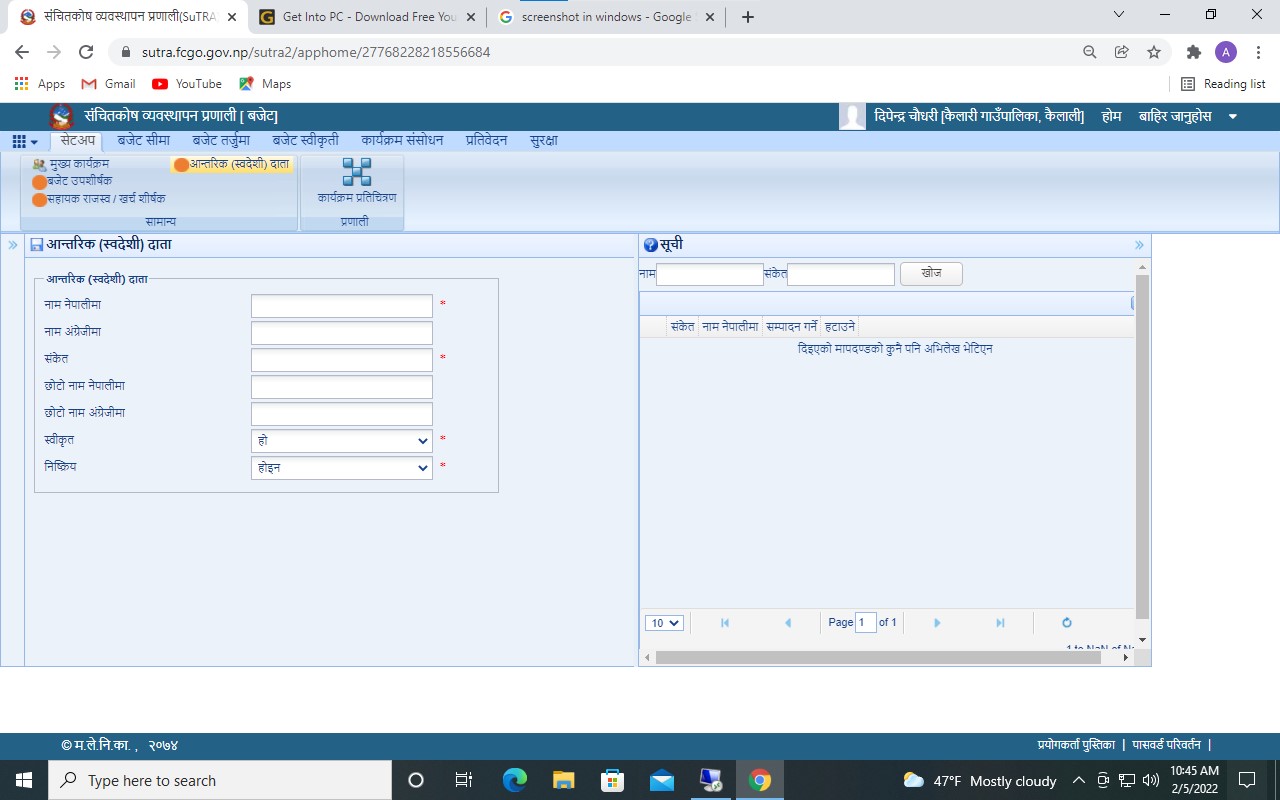 संचितकोष व्यवस्थापन प्रणाली(SuTRA
Get Into PC - Download Free You
screenshot in windows - Google
sutra.fcgo.gov.np/sutra2/apphome/27768228218556684
A
Apps Gmail YouTube Maps Reading list
संचितकोष व्यवस्थापन प्रणाली [ बजेट]
दिपेन्द्र चौधरी [कैलारी गाउँपालिका, कैलाली] होम बाहिर जानुहोस
सेटअप बजेट सीमा बजेट तर्जुमा बजेट स्वीकृती कार्यक्रम संसोधन प्रतिवेदन सुरक्षा
मुख्य कार्यक्रम आन्तरिक (स्वदेशी) दाता
बजेट उपशीर्षक
सहायक राजस्व / खर्च शीर्षक
कार्यक्रम प्रतिचित्रण
सामान्य प्रणाली
आन्तरिक (स्वदेशी) दाता
आन्तरिक (स्वदेशी) दाता
नाम नेपालीमा *
नाम अंग्रेजीमा
संकेत *
छोटो नाम नेपालीमा
छोटो नाम अंग्रेजीमा
स्वीकृत हो *
निष्क्रिय होइन *
सूची
नाम संकेत खोज
संकेत नाम नेपालीमा सम्पादन गर्ने हटाउने
दिइएको मापदण्डको कुनै पनि अभिलेख भेटिएन
10 Page 1 of 1
1 to NaN of Na
© म.ले.नि.का. , २०७४
प्रयोगकर्ता पुस्तिका | पासवर्ड परिवर्तन |
Type here to search
47°F Mostly cloudy
10:45 AM
2/5/2022